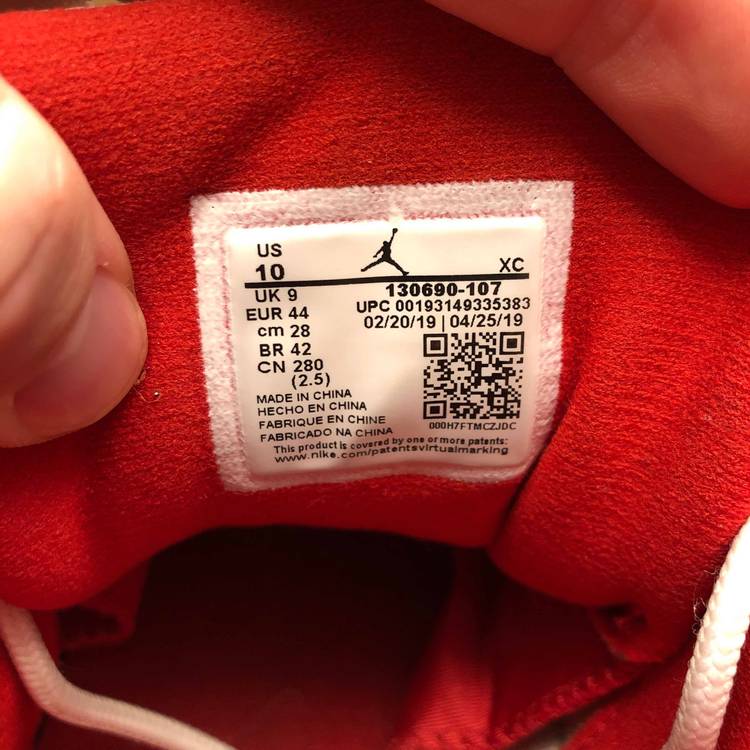 US
10
XC
UK 9
EUR 44
cm 28
BR 42
CN 280
(2.5)
130690-107
UPC 00193149335383
02/20/19 | 04/25/19
000H7FTMCZJDC
MADE IN CHINA
HECHO EN CHINA
FABRIQUE EN CHINE
FABRICADO NA CHINA
This product is covered by one or more patents:
www.nike.com/patentsvirtualmarking